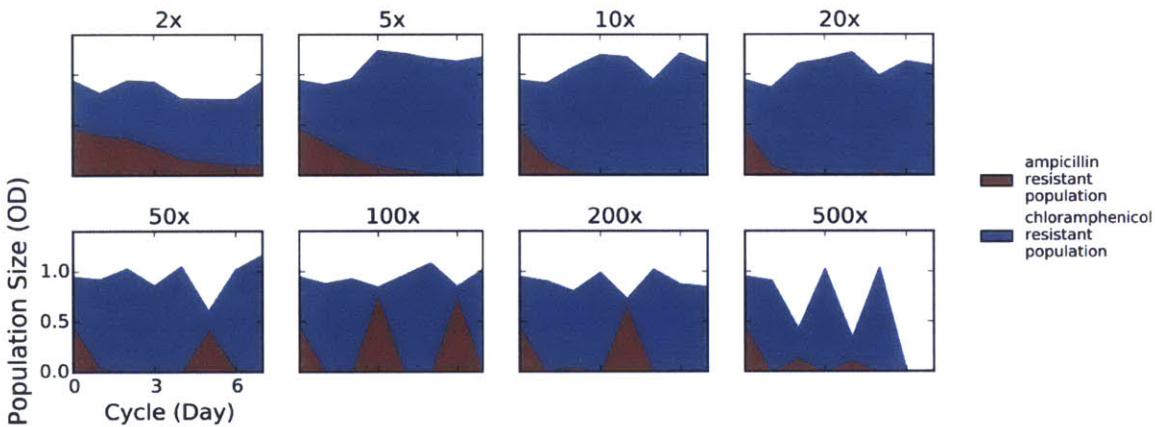 2x 5x 10x 20x
ampicillin
resistant
population
chloramphenicol
resistant
population
50x 100x 200x 500x
Population Size (OD)
1.0
0.5
0.0
0 3 6
Cycle (Day)